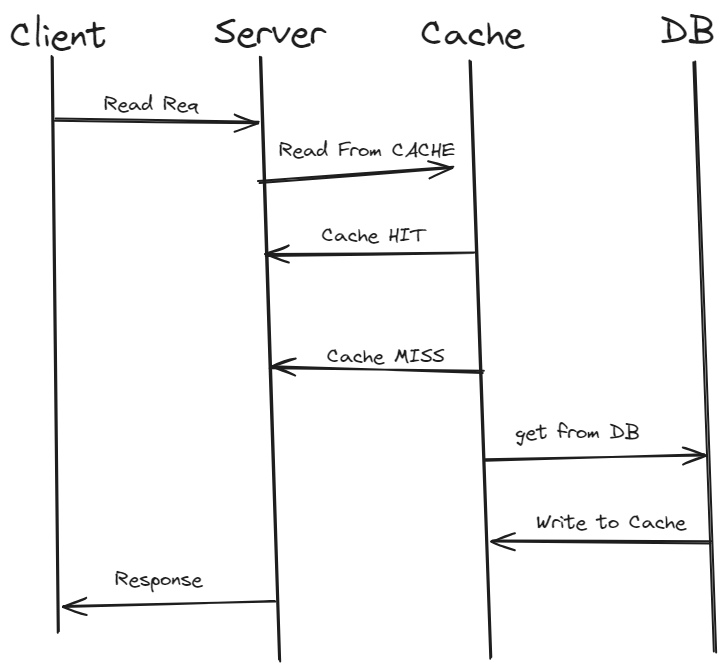 Client
Server
Cache
DB
Read Req
Read From CACHE
Cache HIT
Cache MISS
get from DB
Write to Cache
Response